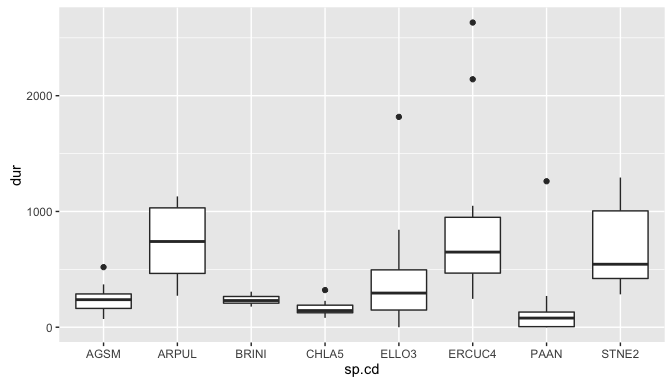 dur
2000
1000
0
AGSM ARPUL BRINI CHLA5 ELLO3 ERCUC4 PAAN STNE2
sp.cd